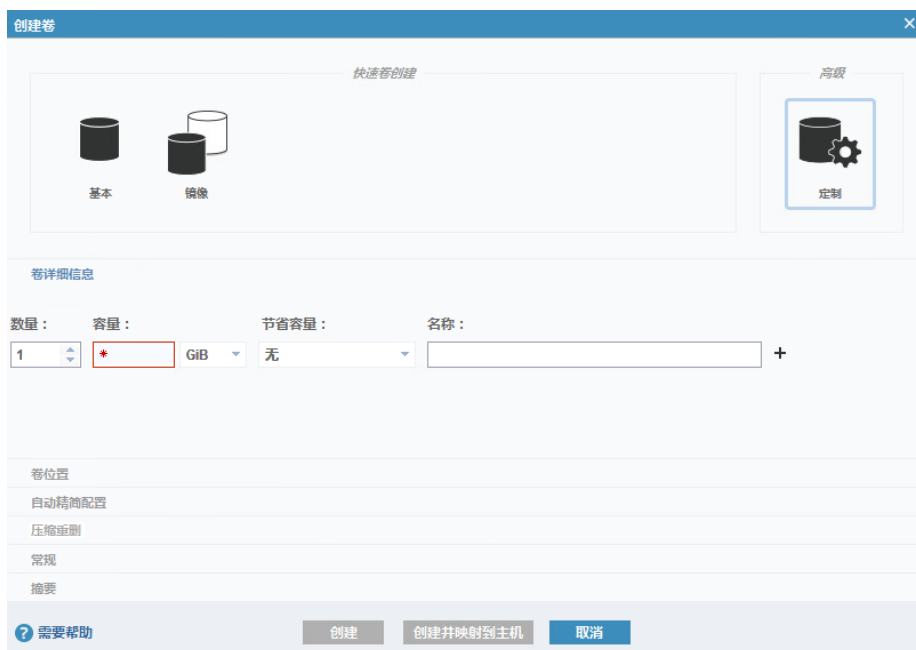 创建卷
快速卷创建
高级
基本
镜像
定制
卷详细信息
数量：
容量：
节省容量：
名称：
1
*
GiB
无
+
卷位置
自动精简配置
压缩重删
常规
摘要
? 需要帮助
创建
创建并映射到主机
取消